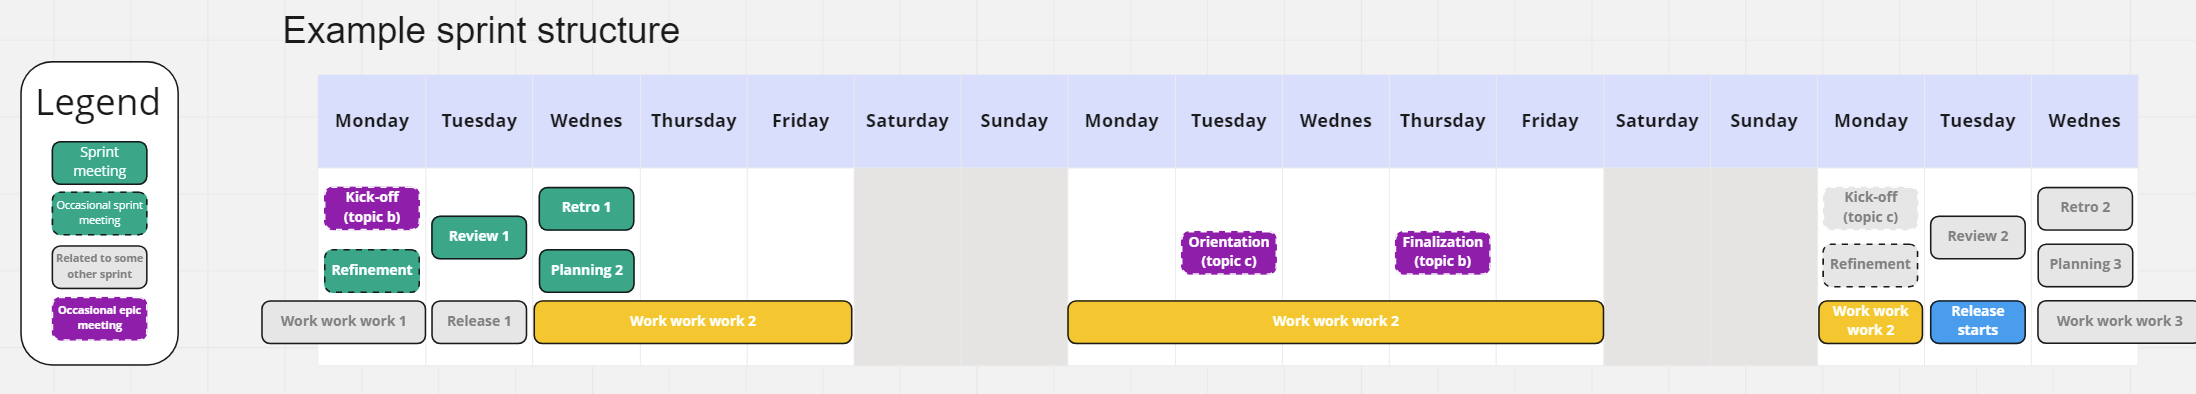 Example sprint structure
Legend
Sprint
meeting
Occasional sprint
meeting
Related to some
other sprint
Occasional epic
meeting
Monday Tuesday Wednes Thursday Friday Saturday Sunday Monday Tuesday Wednes Thursday Friday Saturday Sunday Monday Tuesday Wednes
Kick-off
(topic b)
Refinement
Review 1
Retro 1
Planning 2
Orientation
(topic c)
Finalization
(topic b)
Kick-off
(topic c)
Refinement
Review 2
Retro 2
Planning 3
Work work work 1
Release 1
Work work work 2
Work work work 2
Work work
work 2
Release
starts
Work work work 3